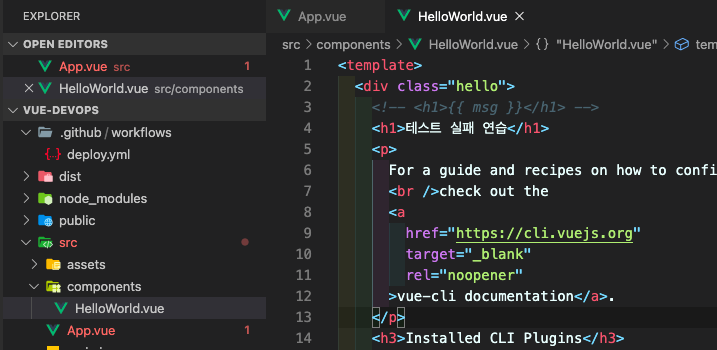 EXPLORER
OPEN EDITORS
App.vue src 1
HelloWorld.vue src/components
VUE-DEVOPS
.github/workflows
deploy.yml
dist
node_modules
public
src
assets
components
HelloWorld.vue
App.vue 1
App.vue
HelloWorld.vue
src > components > HelloWorld.vue > {} "HelloWorld.vue" > tem
1 <template>
2 <div class="hello">
3 <!-- <h1>{{ msg }}</h1> -->
4 <h1>테스트 실패 연습</h1>
5 <p>
6 For a guide and recipes on how to confi
7 <br />check out the
8 <a
9 href="https://cli.vuejs.org"
10 target="_blank"
11 rel="noopener"
12 >vue-cli documentation</a>.
13 </p>
14 <h3>Installed CLI Plugins</h3>